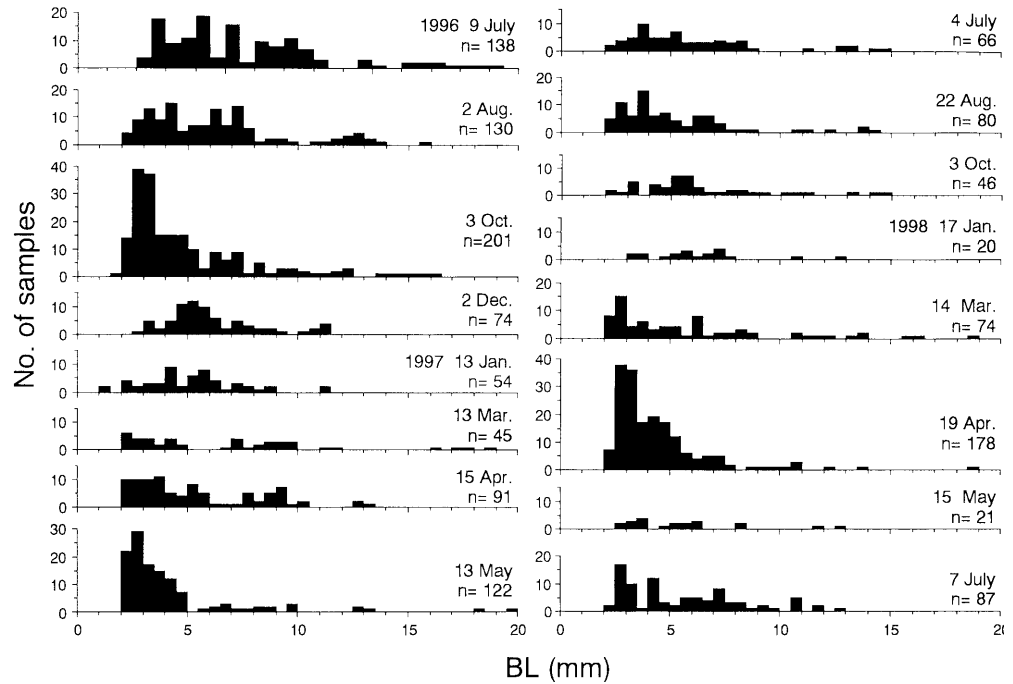 No. of samples
20
10
0
1996 9 July
n= 138
10
0
2 Aug.
n= 130
40
30
20
10
0
3 Oct.
n=201
10
0
2 Dec.
n= 74
10
0
1997 13 Jan.
n= 54
10
0
13 Mar.
n= 45
10
0
15 Apr.
n= 91
30
20
10
0
13 May
n= 122
0 5 10 15 20
10
0
4 July
n= 66
20
10
0
22 Aug.
n= 80
10
0
3 Oct.
n= 46
10
0
1998 17 Jan.
n= 20
20
10
0
14 Mar.
n= 74
40
30
20
10
0
19 Apr.
n= 178
10
0
15 May
n= 21
20
10
0
7 July
n= 87
0 5 10 15 20
BL (mm)